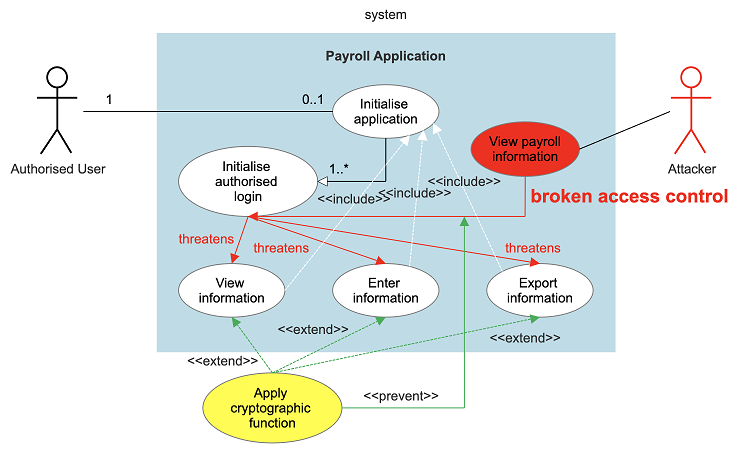 system
Payroll Application
1
0..1
Initialise
application
View payroll
information
Authorised User
Attacker
Initialise
authorised
login
1..*
<<include>>
<<include>>
<<include>>
broken access control
threatens
threatens
threatens
View
information
Enter
information
Export
information
<<extend>>
<<extend>>
<<extend>>
Apply
cryptographic
function
<<prevent>>